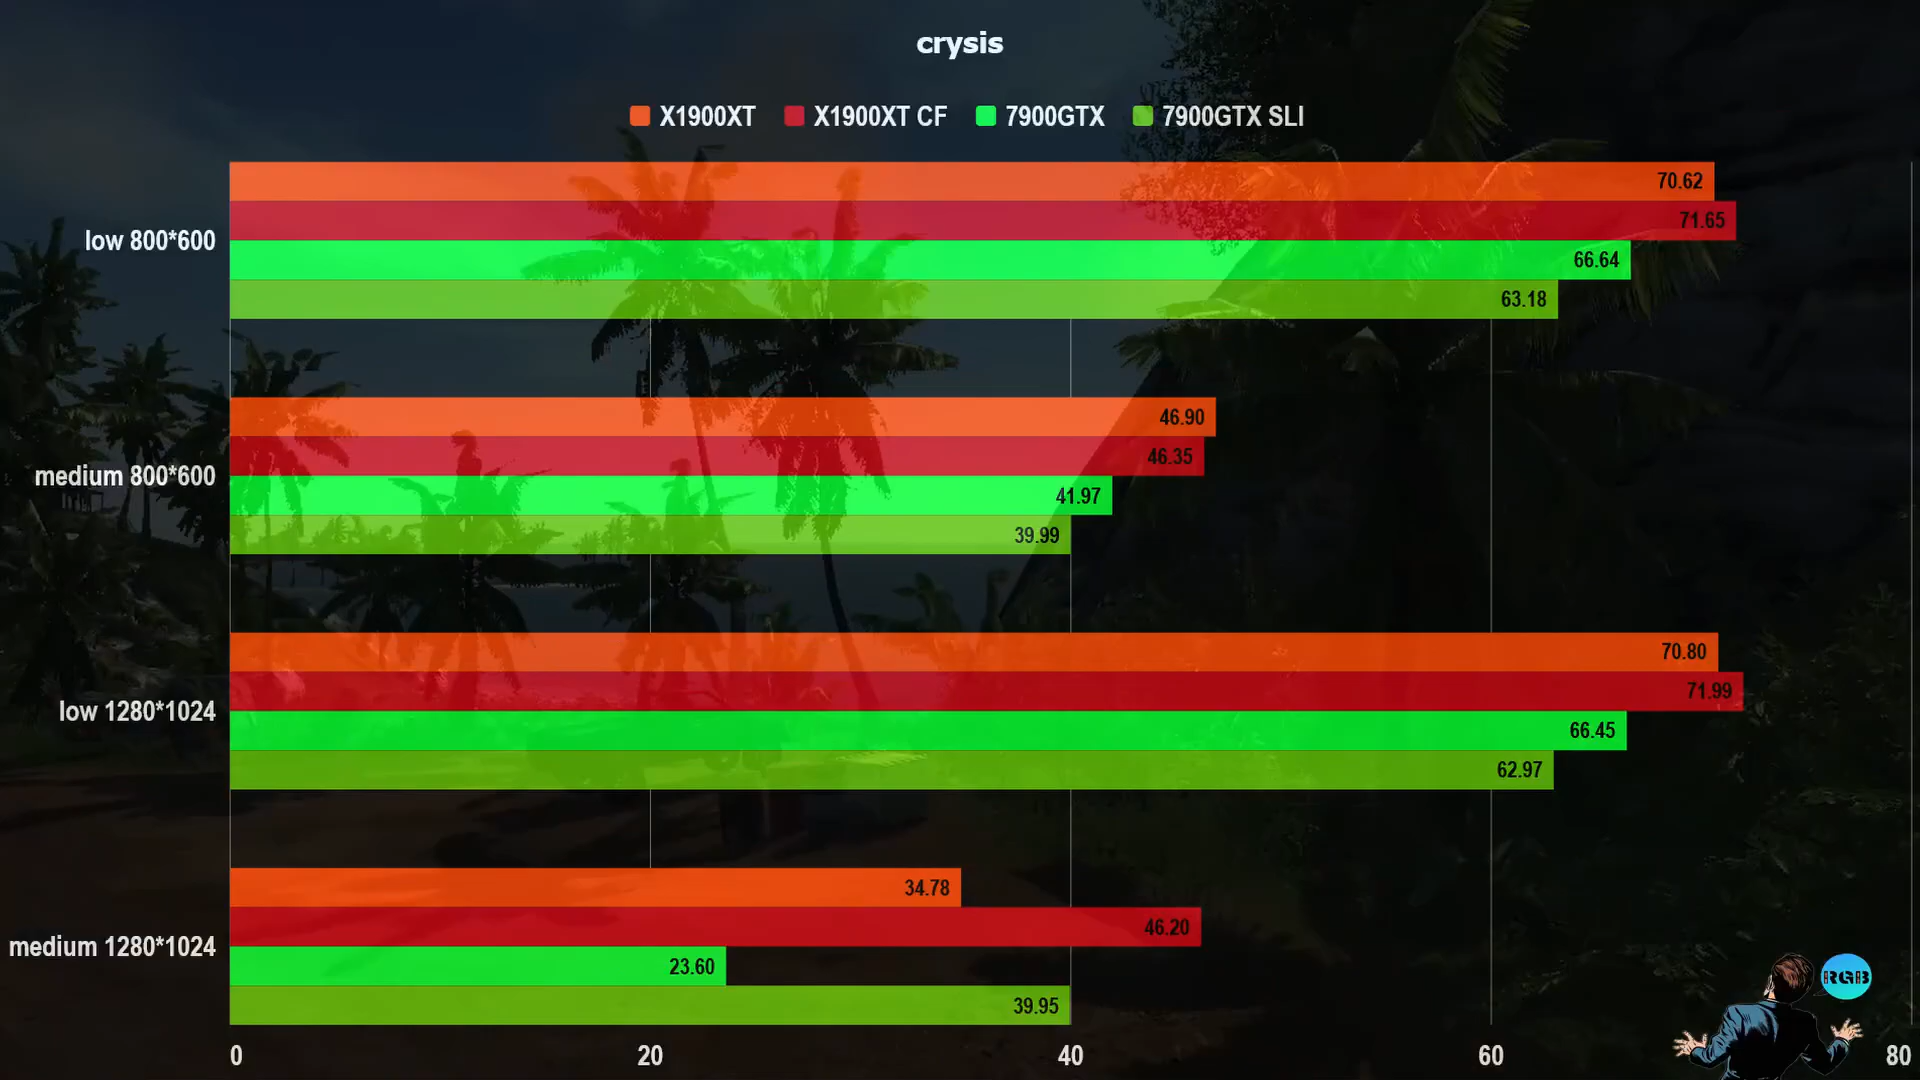 crysis
X1900XT X1900XT CF 7900GTX 7900GTX SLI
70.62
71.65
low 800*600
66.64
63.18
46.90
46.35
medium 800*600
41.97
39.99
70.80
71.99
low 1280*1024
66.45
62.97
34.78
46.20
medium 1280*1024
23.60
39.95
RGB
0 20 40 60 80